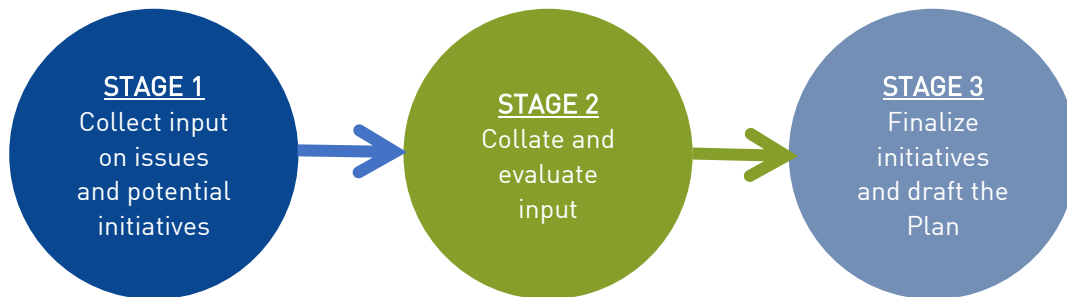 STAGE 1
Collect input
on issues
and potential
initiatives
STAGE 2
Collate and
evaluate
input
STAGE 3
Finalize
initiatives
and draft the
Plan